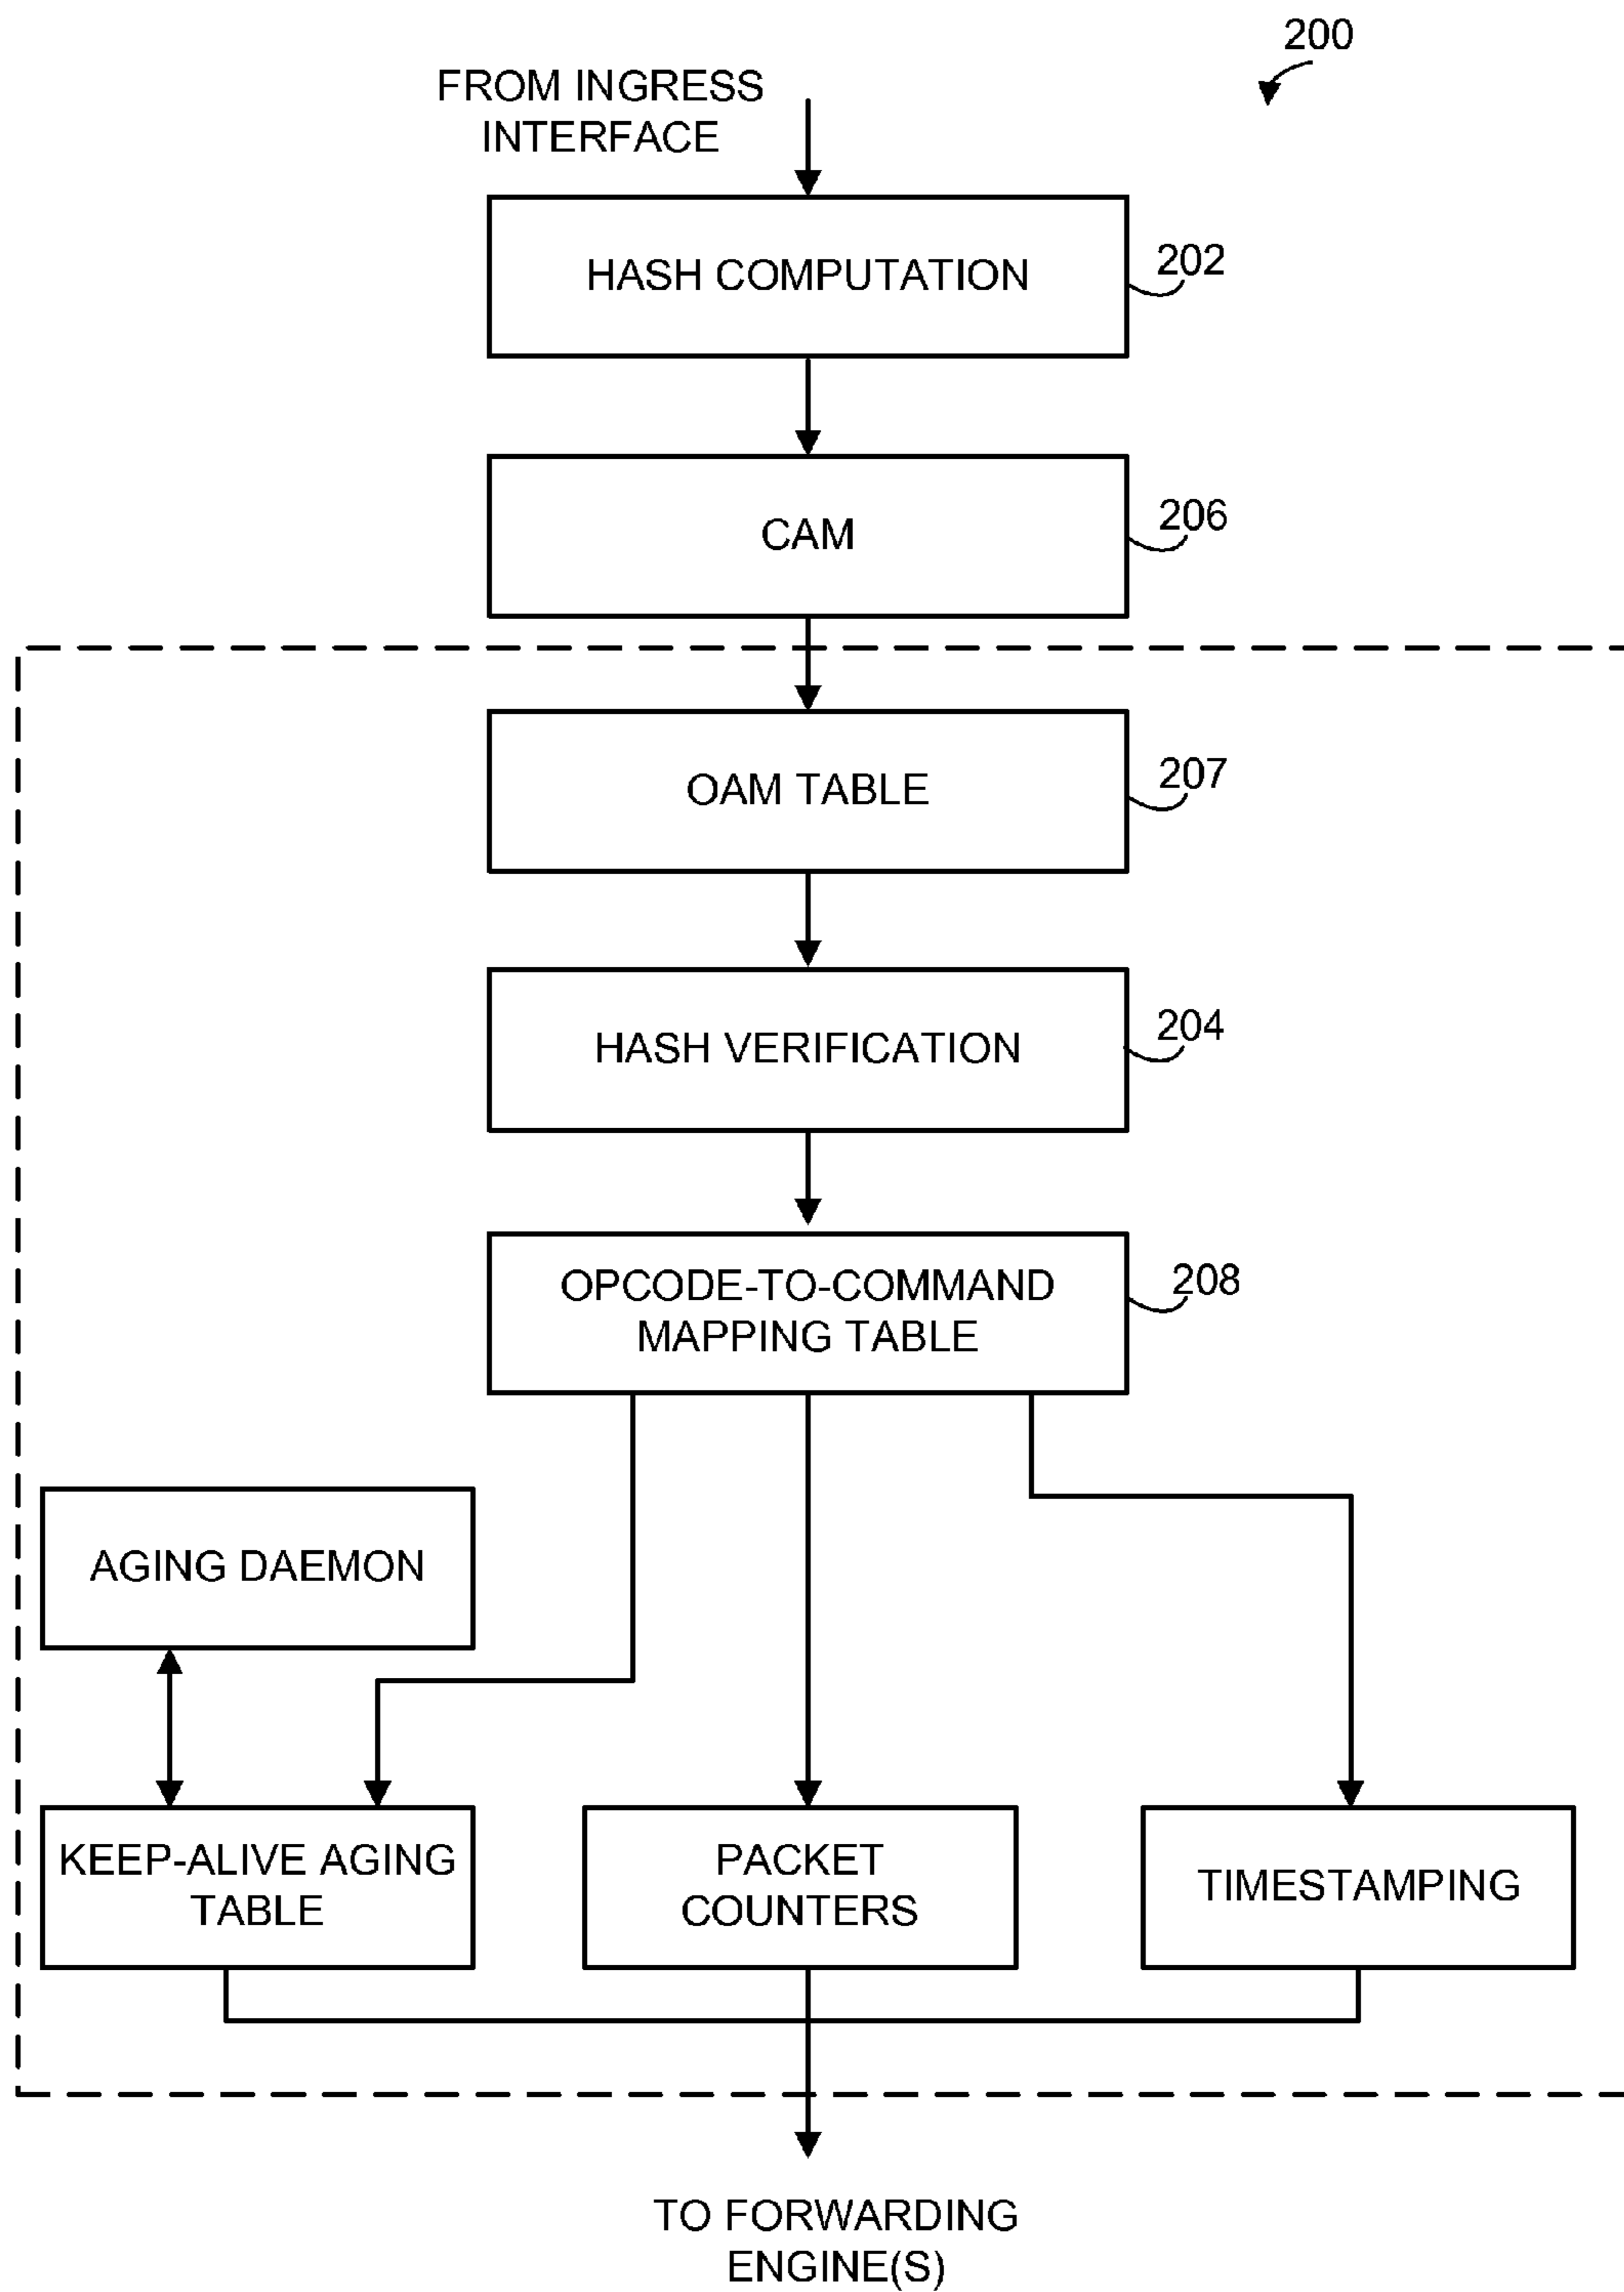 200
FROM INGRESS
INTERFACE
HASH COMPUTATION
202
CAM
206
OAM TABLE
207
HASH VERIFICATION
204
OPCODE-TO-COMMAND
MAPPING TABLE
208
AGING DAEMON
KEEP-ALIVE AGING
TABLE
PACKET
COUNTERS
TIMESTAMPING
TO FORWARDING
ENGINE(S)